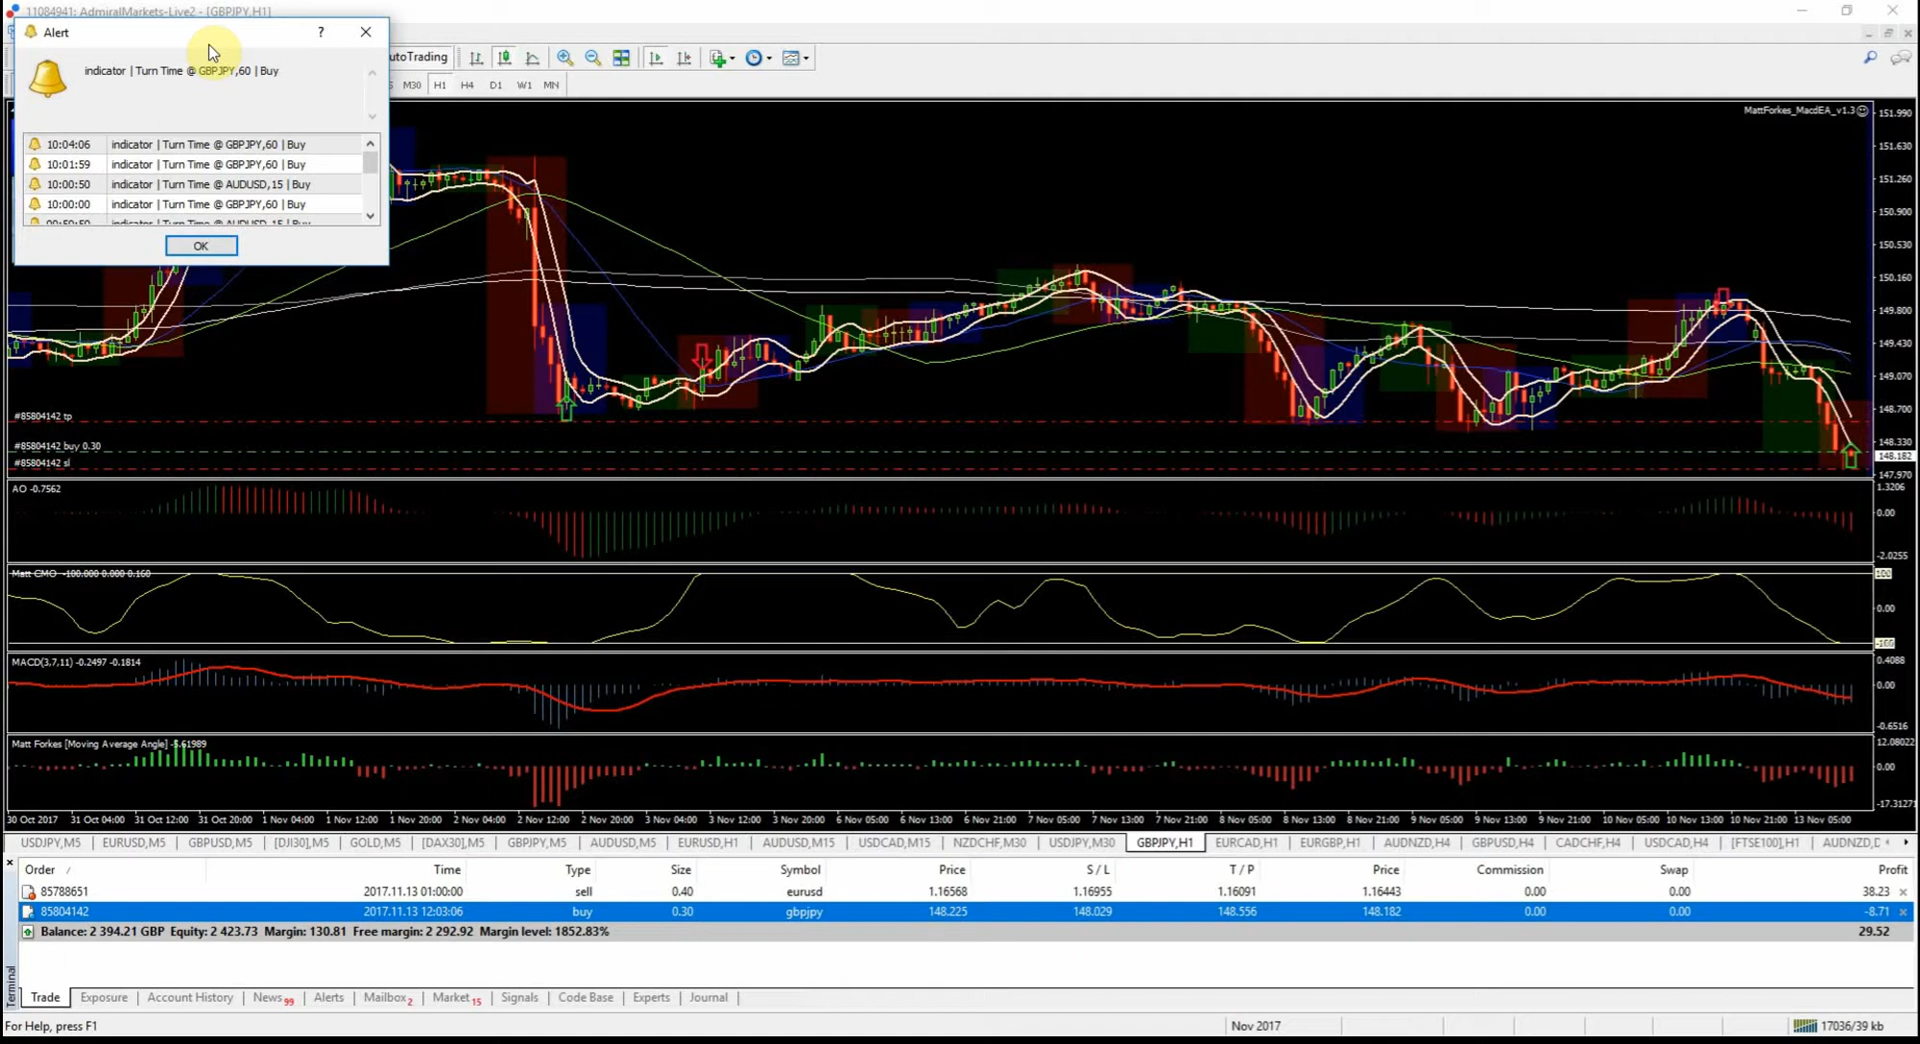 11084941: AdmiralMarkets-Live2 - [GBPJPY,H1]
Alert
?
indicator | Turn Time @ GBPJPY,60 | Buy
10:04:06 indicator | Turn Time @ GBPJPY,60 | Buy
10:01:59 indicator | Turn Time @ GBPJPY,60 | Buy
10:00:50 indicator | Turn Time @ AUDUSD,15 | Buy
10:00:00 indicator | Turn Time @ GBPJPY,60 | Buy
OK
utoTrading
M30 H1 H4 D1 W1 MN
MattForkes_MacdEA_v1.3
151.990
151.630
151.260
150.900
150.530
150.160
149.800
149.430
149.070
148.700
148.330
148.182
147.970
#85804142 tp
#85804142 buy 0.30
#85804142 sl
AO -0.7562
1.3206
0.00
-2.0255
Matt CMO -100.000 0.000 0.160
100
0.00
-100
MACD(3,7,11) -0.2497 -0.1814
0.4088
0.00
-0.6516
Matt Forkes [Moving Average Angle] -5.61989
12.08022
0.00
-17.31271
30 Oct 2017 31 Oct 04:00 31 Oct 12:00 31 Oct 20:00 1 Nov 04:00 1 Nov 12:00 1 Nov 20:00 2 Nov 04:00 2 Nov 12:00 2 Nov 20:00 3 Nov 04:00 3 Nov 12:00 3 Nov 20:00 6 Nov 05:00 6 Nov 13:00 6 Nov 21:00 7 Nov 05:00 7 Nov 13:00 7 Nov 21:00 8 Nov 05:00 8 Nov 13:00 8 Nov 21:00 9 Nov 05:00 9 Nov 13:00 9 Nov 21:00 10 Nov 05:00 10 Nov 13:00 10 Nov 21:00 13 Nov 05:00
USDJPY,M5 EURUSD,M5 GBPUSD,M5 [DJI30],M5 GOLD,M5 [DAX30],M5 GBPJPY,M5 AUDUSD,M5 EURUSD,H1 AUDUSD,M15 USDCAD,M15 NZDCHF,M30 USDJPY,M30 GBPJPY,H1 EURCAD,H1 EURGBP,H1 AUDNZD,H4 GBPUSD,H4 CADCHF,H4 USDCAD,H4 [FTSE100],H1 AUDNZD,D
Order / Time Type Size Symbol Price S / L T / P Price Commission Swap Profit
85788651 2017.11.13 01:00:00 sell 0.40 eurusd 1.16568 1.16955 1.16091 1.16443 0.00 0.00 38.23
85804142 2017.11.13 12:03:06 buy 0.30 gbpjpy 148.225 148.029 148.556 148.182 0.00 0.00 -8.71
Balance: 2 394.21 GBP Equity: 2 423.73 Margin: 130.81 Free margin: 2 292.92 Margin level: 1852.83% 29.52
Terminal
Trade Exposure Account History News 99 Alerts Mailbox 2 Market 15 Signals Code Base Experts Journal
For Help, press F1 Nov 2017 17036/39 kb